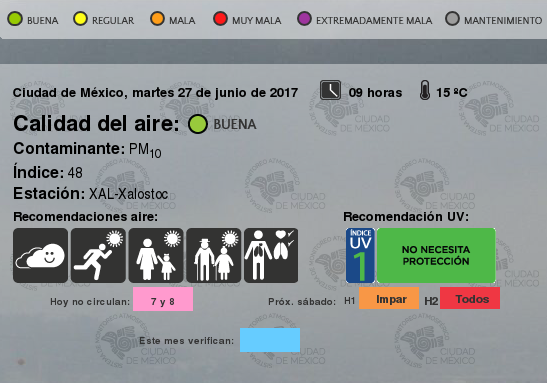 BUENA REGULAR MALA MUY MALA EXTREMADAMENTE MALA MANTENIMIENTO
Ciudad de México, martes 27 de junio de 2017 09 horas 15 ºC
Calidad del aire: BUENA
Contaminante: PM10
Índice: 48
Estación: XAL-Xalostoc
Recomendaciones aire: Recomendación UV:
ÍNDICE
UV
1
NO NECESITA
PROTECCIÓN
Hoy no circulan: 7 y 8 Próx. sábado: H1 Impar H2 Todos
Este mes verifican: